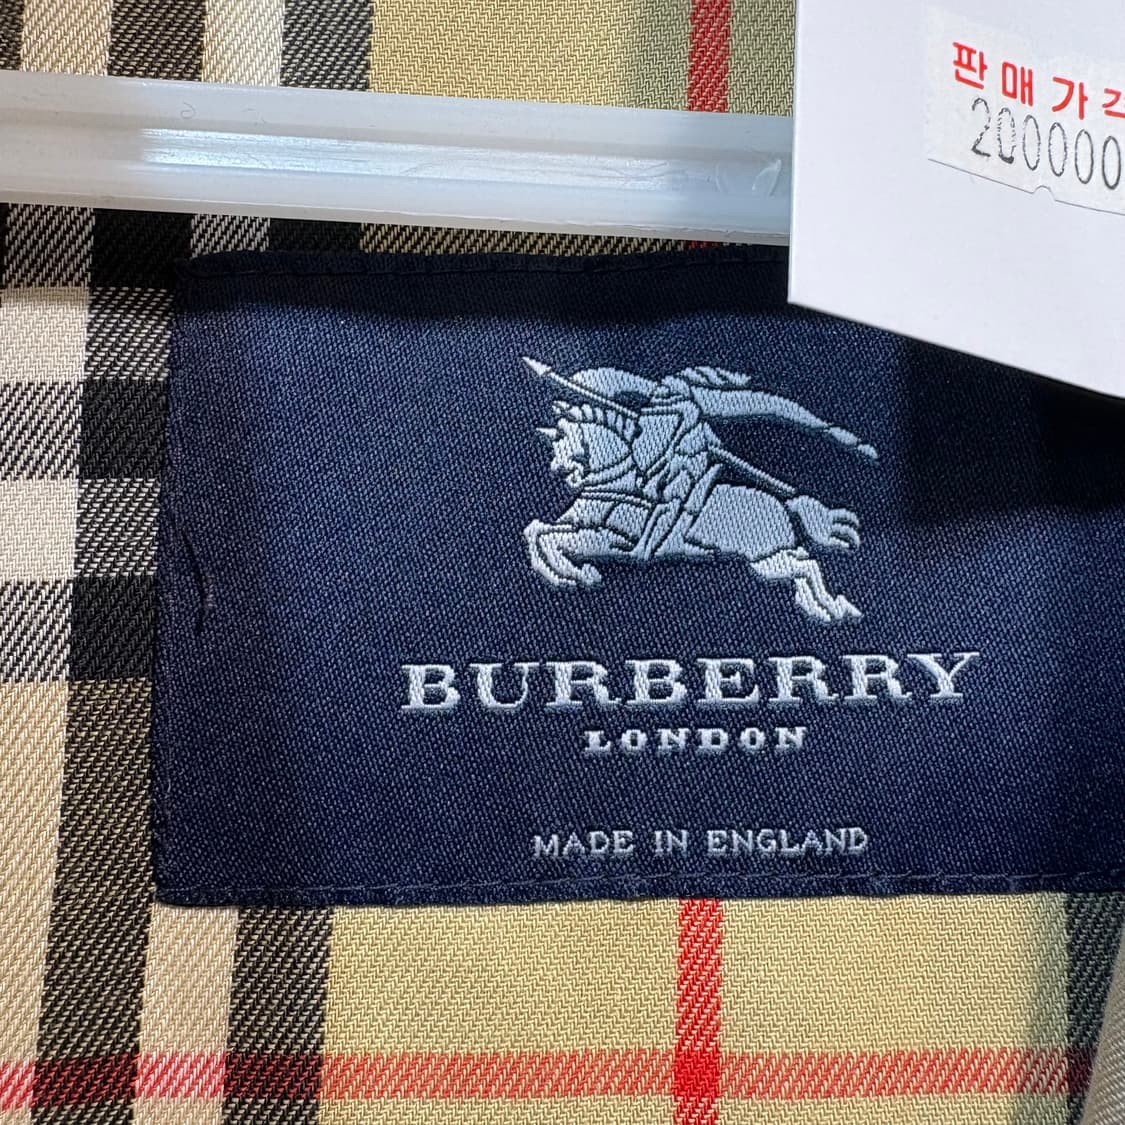 판매가격
200000
BURBERRY
LONDON
MADE IN ENGLAND